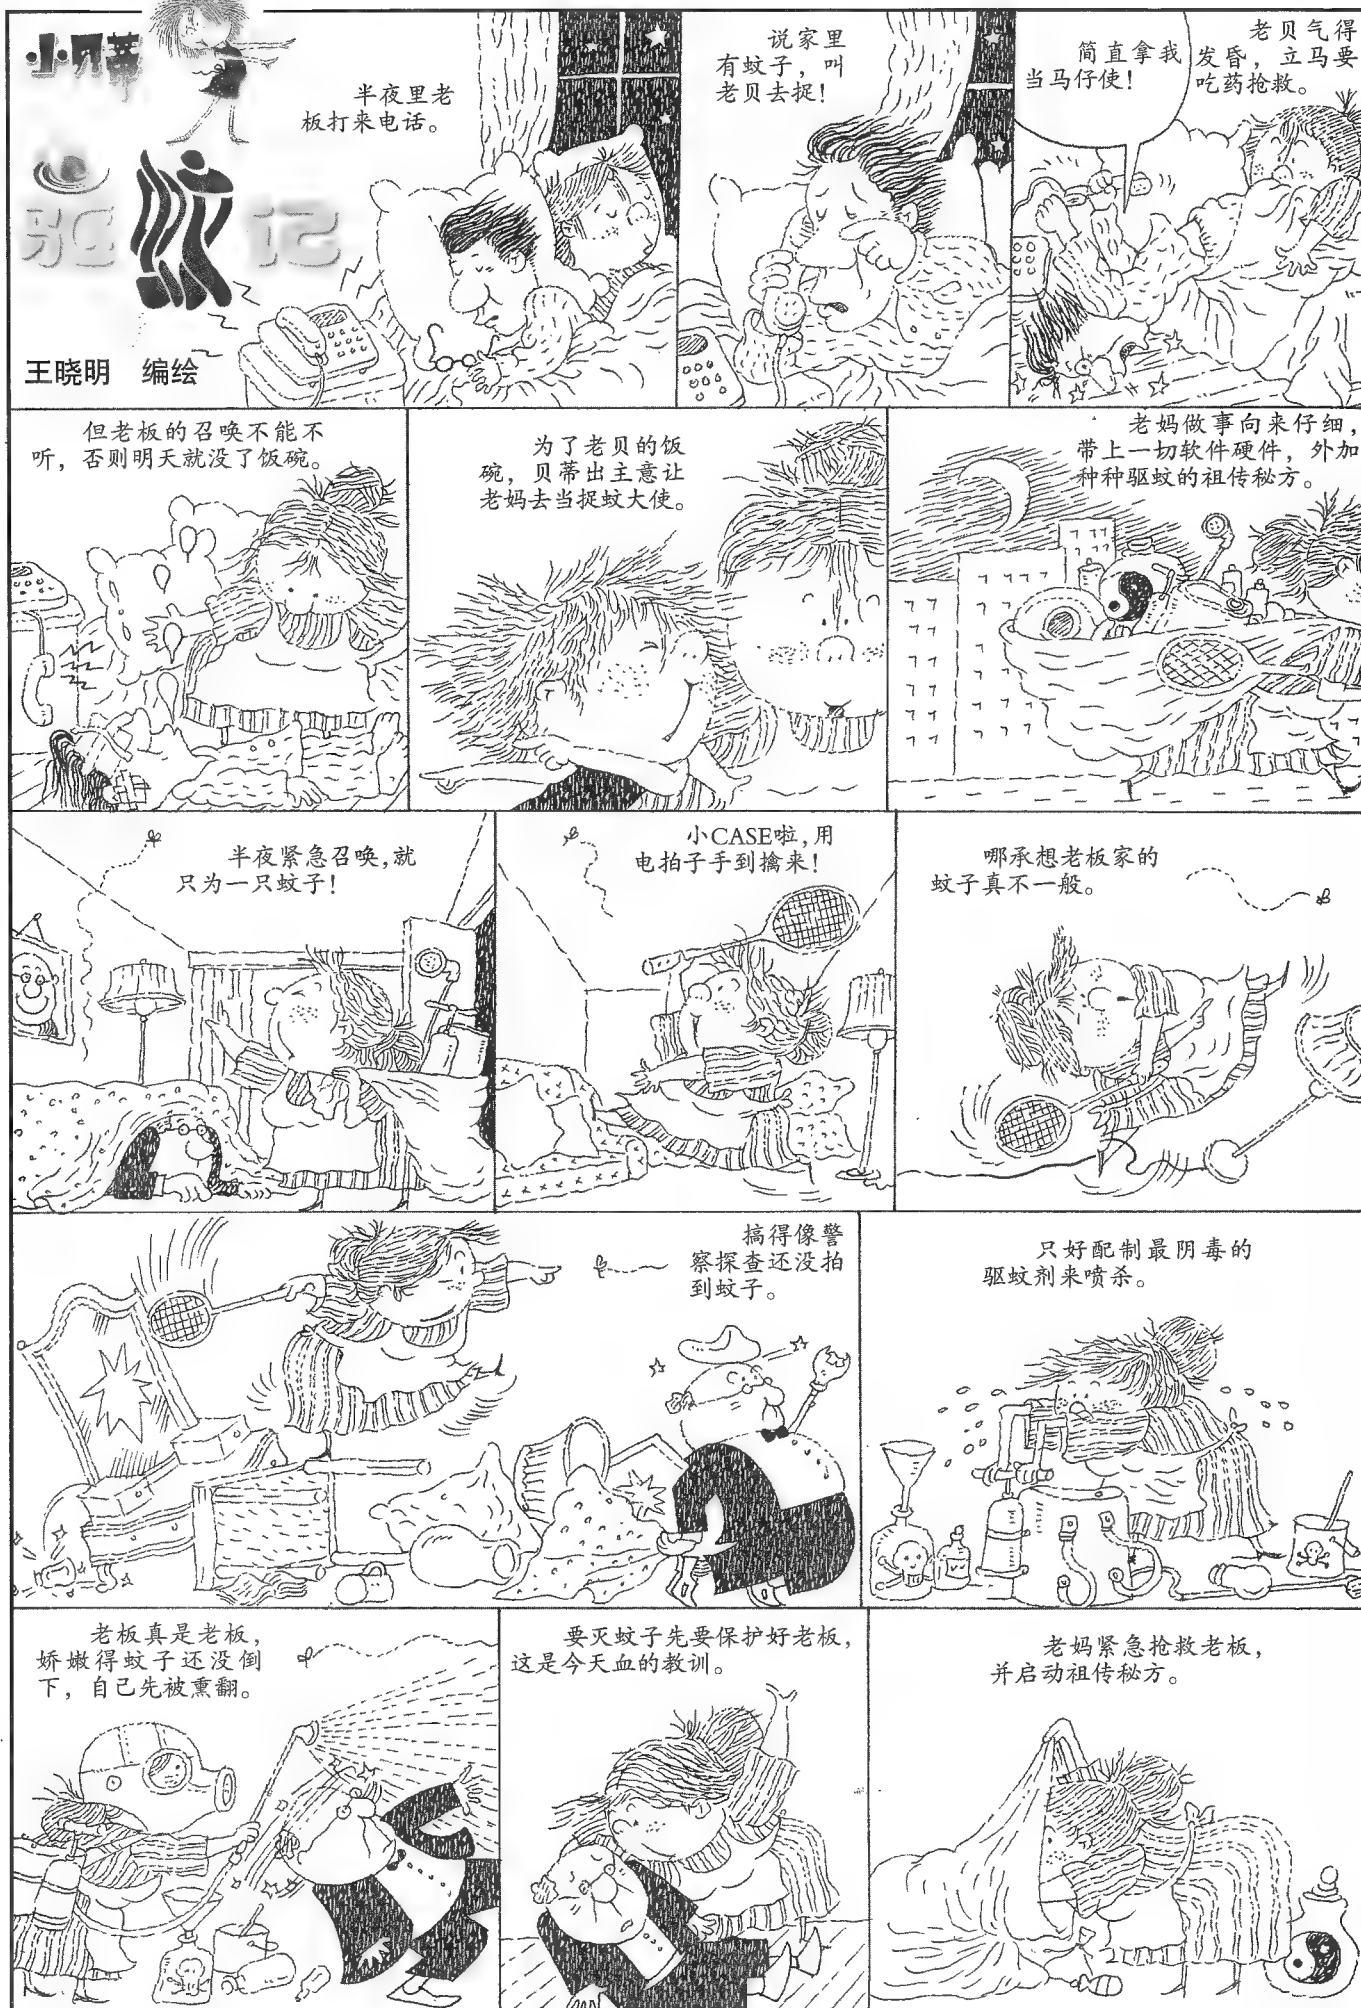 小贝蒂
驱蚊记
王晓明 编绘
半夜里老
板打来电话。
说家里
有蚊子，叫
老贝去捉！
简直拿我
当马仔使！
老贝气得
发昏，立马要
吃药抢救。
但老板的召唤不能不
听，否则明天就没了饭碗。
为了老贝的饭
碗，贝蒂出主意让
老妈去当捉蚊大使。
老妈做事向来仔细，
带上一切软件硬件，外加
种种驱蚊的祖传秘方。
半夜紧急召唤，就
只为一只蚊子！
小CASE啦，用
电拍子手到擒来！
哪承想老板家的
蚊子真不一般。
搞得像警
察探查还没拍
到蚊子。
只好配制最阴毒的
驱蚊剂来喷杀。
老板真是老板，
娇嫩得蚊子还没倒
下，自己先被熏翻。
要灭蚊子先要保护好老板，
这是今天血的教训。
老妈紧急抢救老板，
并启动祖传秘方。